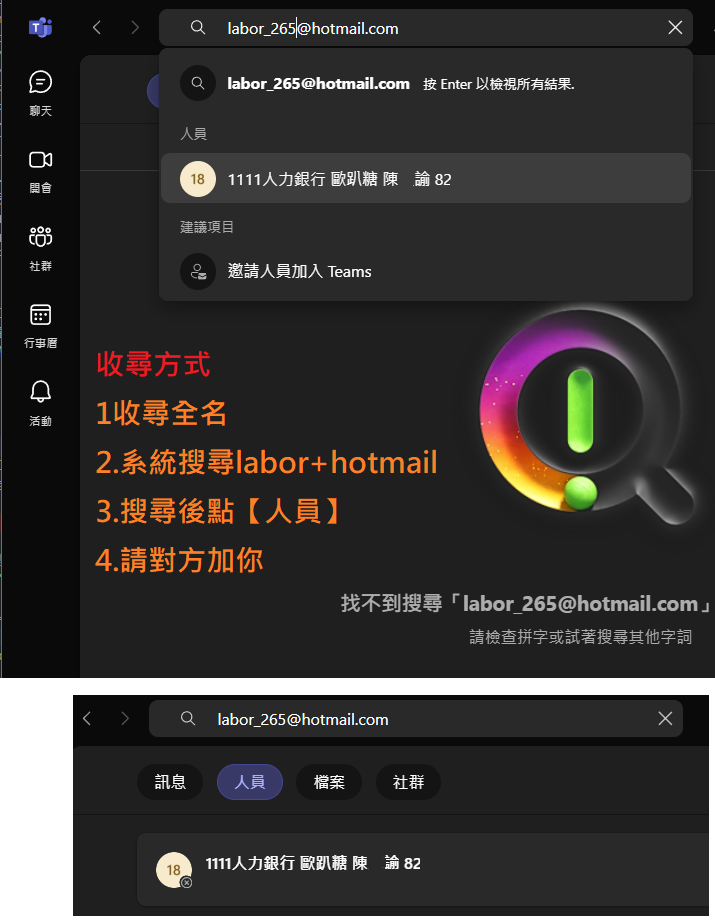 labor_265@hotmail.com
labor_265@hotmail.com 按 Enter 以檢視所有結果.
聊天
人員
18 1111人力銀行 歐趴糖 陳 諭 82
開會
建議項目
社群
邀請人員加入 Teams
行事曆
收尋方式
活動
1收尋全名
2.系統搜尋labor+hotmail
3.搜尋後點【人員】
4.請對方加你
找不到搜尋「labor_265@hotmail.com」
請檢查拼字或試著搜尋其他字詞
labor_265@hotmail.com
訊息 人員 檔案 社群
18 1111人力銀行 歐趴糖 陳 諭 82